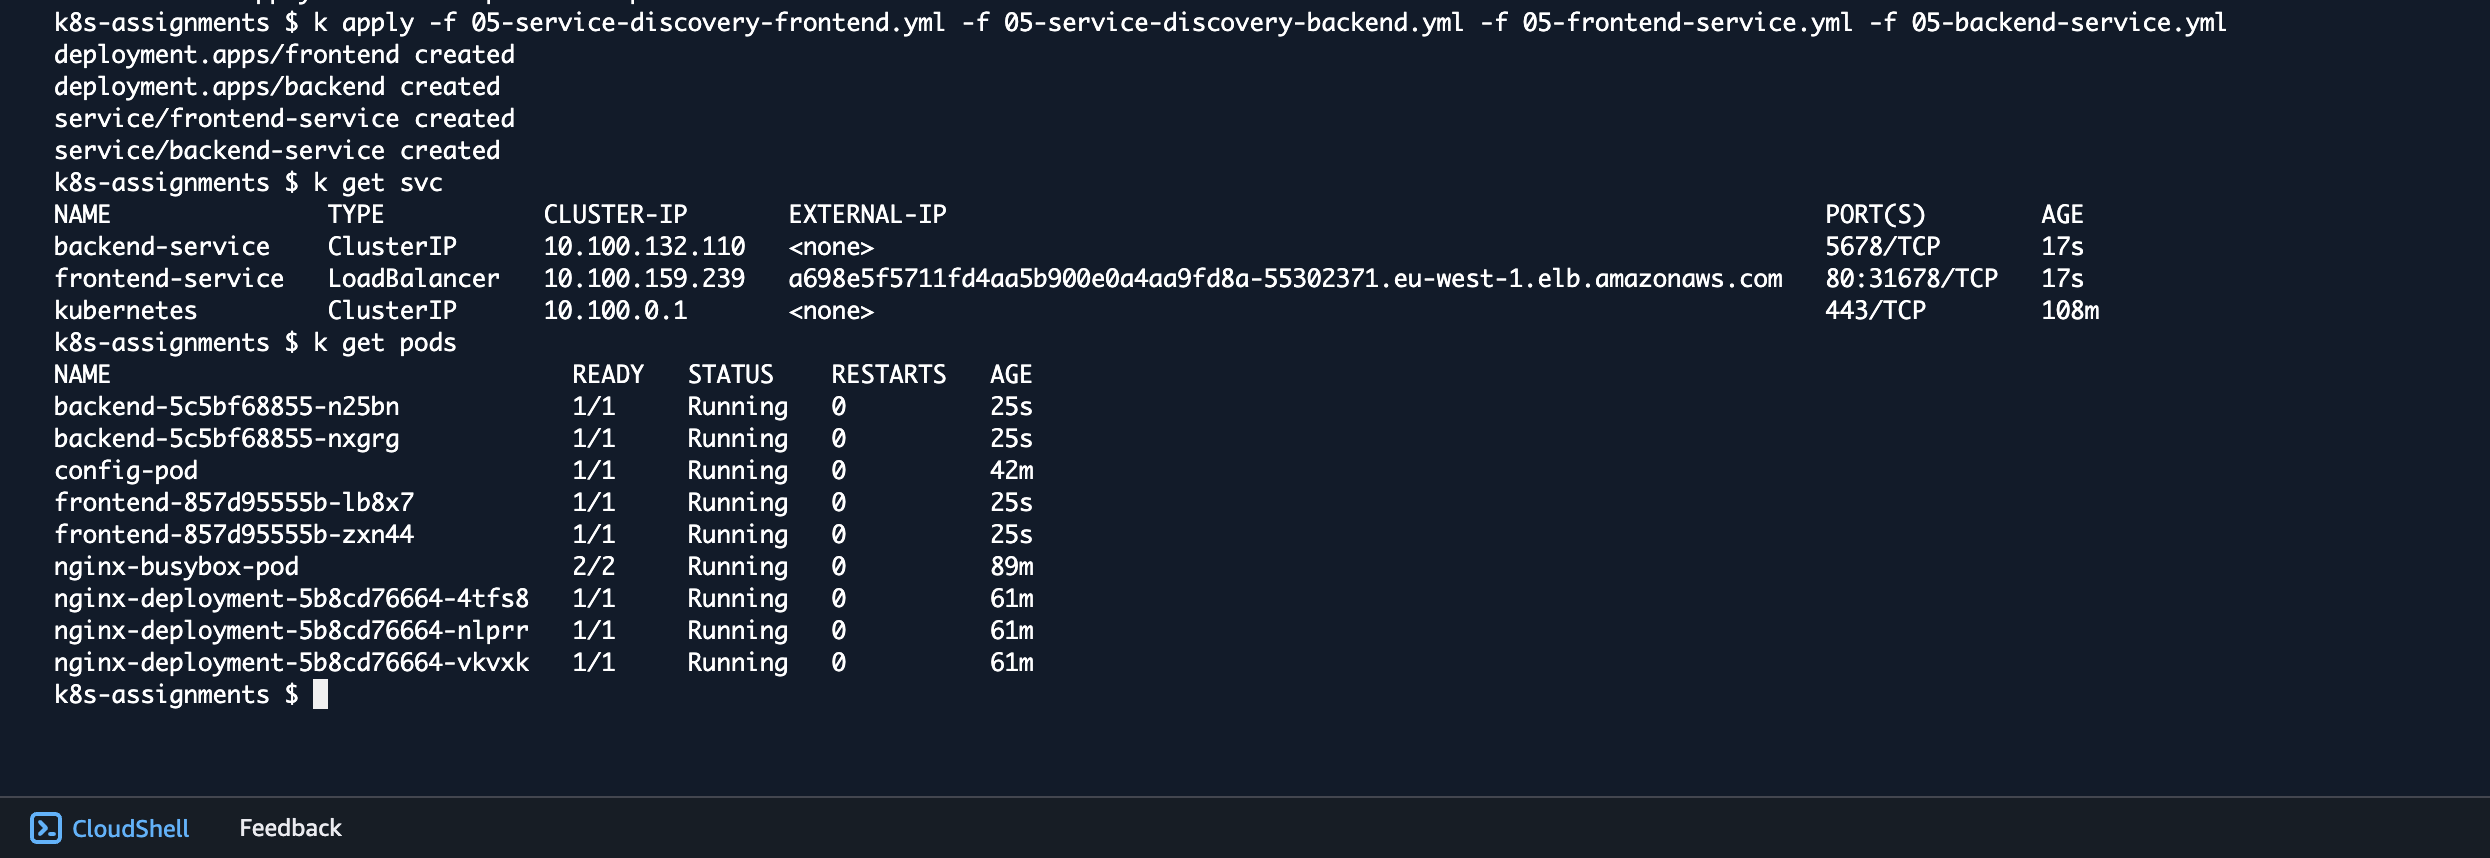 k8s-assignments $ k apply -f 05-service-discovery-frontend.yml -f 05-service-discovery-backend.yml -f 05-frontend-service.yml -f 05-backend-service.yml
deployment.apps/frontend created
deployment.apps/backend created
service/frontend-service created
service/backend-service created
k8s-assignments $ k get svc
NAME TYPE CLUSTER-IP EXTERNAL-IP PORT(S) AGE
backend-service ClusterIP 10.100.132.110 <none> 5678/TCP 17s
frontend-service LoadBalancer 10.100.159.239 a698e5f5711fd4aa5b900e0a4aa9fd8a-55302371.eu-west-1.elb.amazonaws.com 80:31678/TCP 17s
kubernetes ClusterIP 10.100.0.1 <none> 443/TCP 108m
k8s-assignments $ k get pods
NAME READY STATUS RESTARTS AGE
backend-5c5bf68855-n25bn 1/1 Running 0 25s
backend-5c5bf68855-nxgrg 1/1 Running 0 25s
config-pod 1/1 Running 0 42m
frontend-857d95555b-lb8x7 1/1 Running 0 25s
frontend-857d95555b-zxn44 1/1 Running 0 25s
nginx-busybox-pod 2/2 Running 0 89m
nginx-deployment-5b8cd76664-4tfs8 1/1 Running 0 61m
nginx-deployment-5b8cd76664-nlprr 1/1 Running 0 61m
nginx-deployment-5b8cd76664-vkvxk 1/1 Running 0 61m
k8s-assignments $
CloudShell Feedback